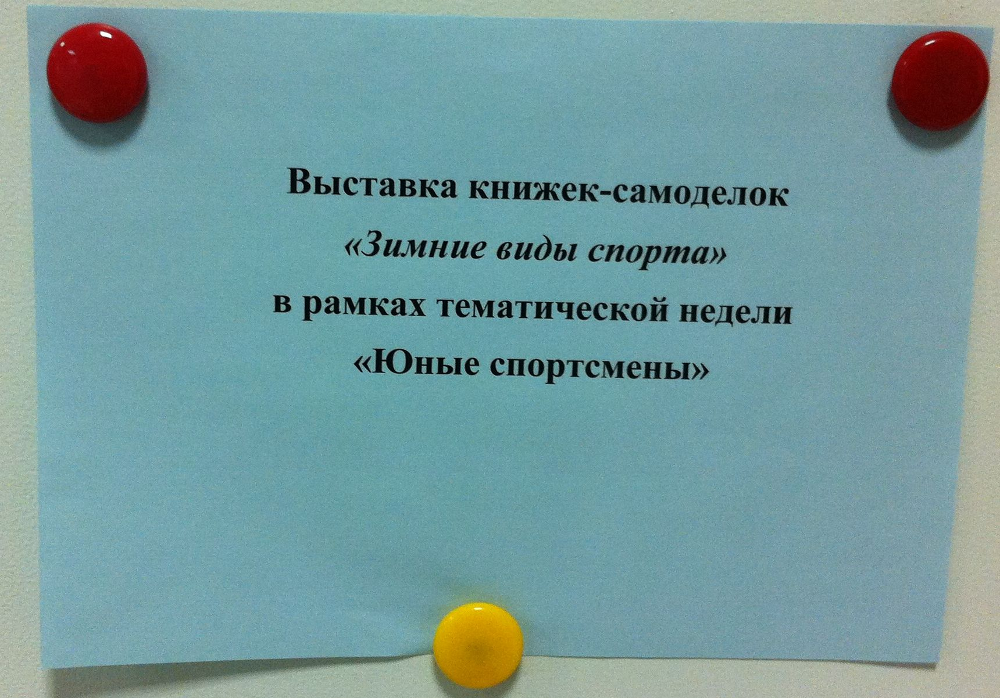 Выставка книжек-самоделок
«Зимние виды спорта»
в рамках тематической недели
«Юные спортсмены»